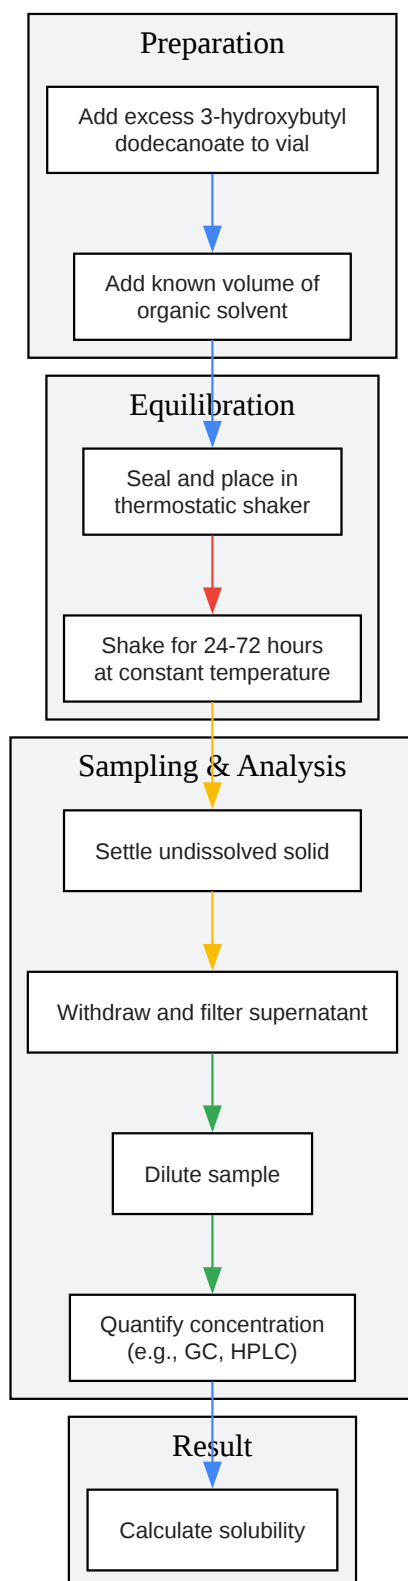 Preparation
Add excess 3-hydroxybutyl
dodecanoate to vial
Add known volume of
organic solvent
Equilibration
Seal and place in
thermostatic shaker
Shake for 24-72 hours
at constant temperature
Sampling & Analysis
Settle undissolved solid
Withdraw and filter supernatant
Dilute sample
Quantify concentration
(e.g., GC, HPLC)
Result
Calculate solubility